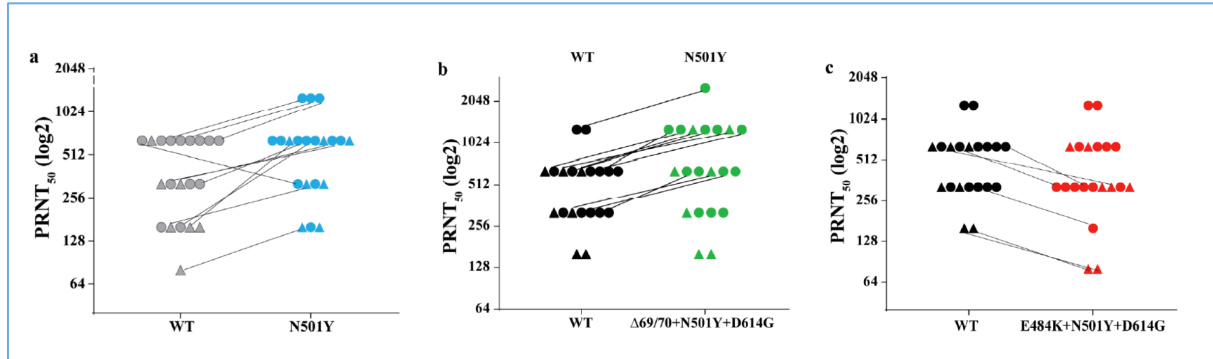 a
PRNT50 (log2)
2048
1024
512
256
128
64
WT
N501Y
b
WT
N501Y
PRNT50 (log2)
2048
1024
512
256
128
64
WT
Δ69/70+N501Y+D614G
c
PRNT50 (log2)
2048
1024
512
256
128
64
WT
E484K+N501Y+D614G